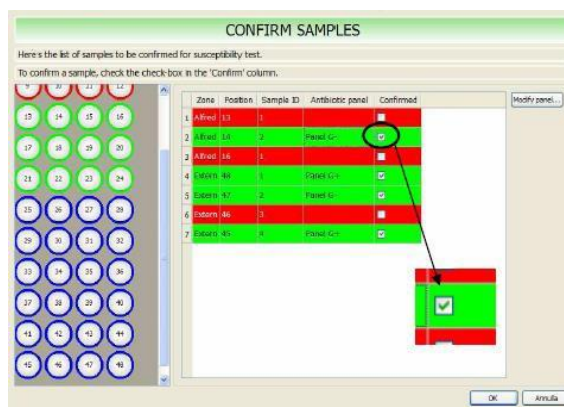 CONFIRM SAMPLES
Here's the list of samples to be confirmed for susceptibility test.
To confirm a sample, check the check-box in the 'Confirm' column.
9 10 11 12
13 14 15 16
17 18 19 20
21 22 23 24
25 26 27 28
29 30 31 32
33 34 35 36
37 38 39 40
41 42 43 44
45 46 47 48
Zone Position Sample ID Antibiotic panel Confirmed
1 Alfred 13 1
2 Alfred 14 2 Panel G-
3 Alfred 16 1
4 Extern 48 1 Panel G-
5 Extern 47 2 Panel G-
6 Extern 46 3
7 Extern 45 4 Panel G+
Modify panel...
OK Annulla